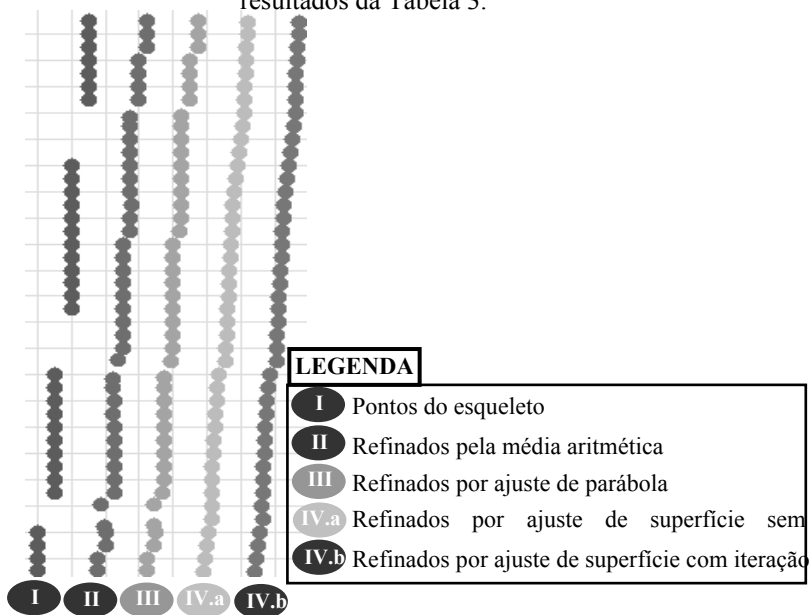 resultados da Tabela 3.
LEGENDA
I Pontos do esqueleto
II Refinados pela média aritmética
III Refinados por ajuste de parábola
IV.a Refinados por ajuste de superfície sem
IV.b Refinados por ajuste de superfície com iteração
I II III IV.a IV.b